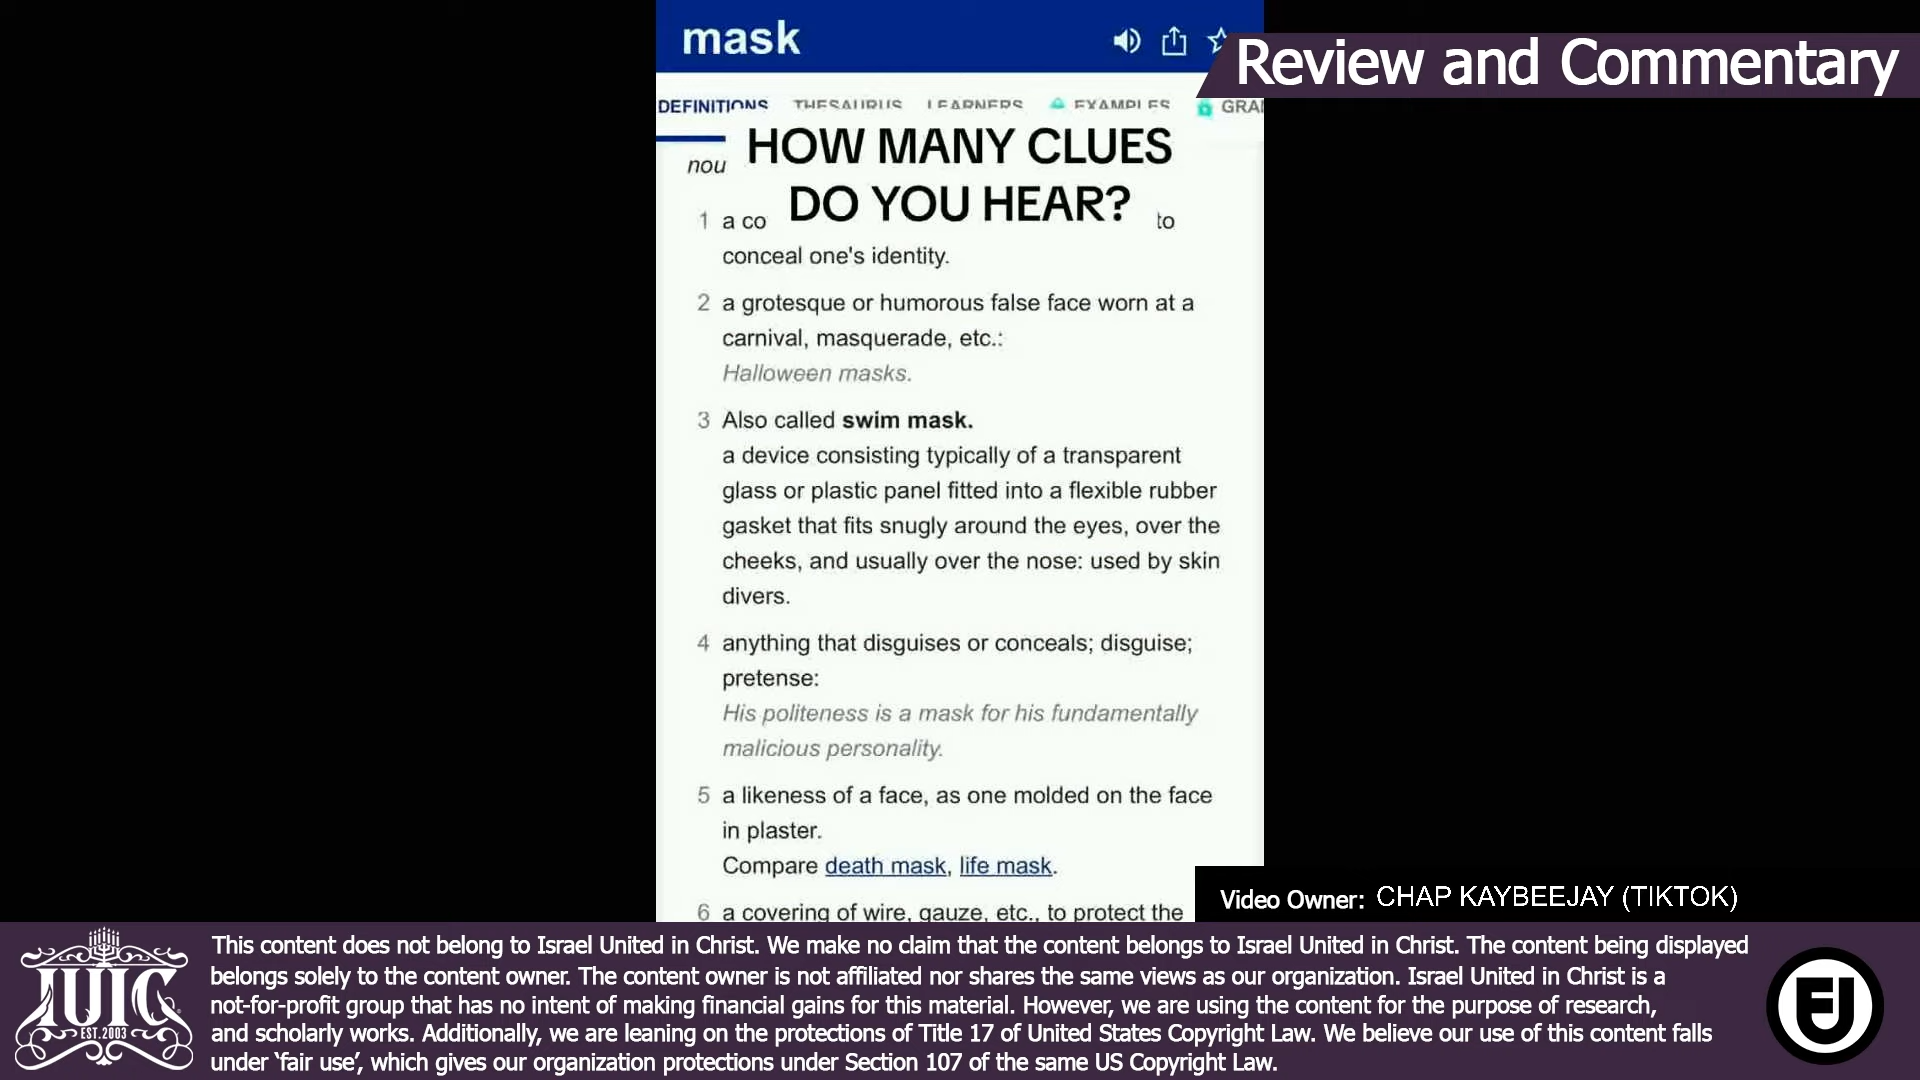 mask
Review and Commentary
DEFINITIONS THESAURUS LEARNERS EXAMPLES GRA
HOW MANY CLUES
DO YOU HEAR?
nou
1 a co to
conceal one's identity.
2 a grotesque or humorous false face worn at a
carnival, masquerade, etc.:
Halloween masks.
3 Also called swim mask.
a device consisting typically of a transparent
glass or plastic panel fitted into a flexible rubber
gasket that fits snugly around the eyes, over the
cheeks, and usually over the nose: used by skin
divers.
4 anything that disguises or conceals; disguise;
pretense:
His politeness is a mask for his fundamentally
malicious personality.
5 a likeness of a face, as one molded on the face
in plaster.
Compare death mask, life mask.
6 a covering of wire, gauze, etc., to protect the
Video Owner: CHAP KAYBEEJAY (TIKTOK)
This content does not belong to Israel United in Christ. We make no claim that the content belongs to Israel United in Christ. The content being displayed
belongs solely to the content owner. The content owner is not affiliated nor shares the same views as our organization. Israel United in Christ is a
not-for-profit group that has no intent of making financial gains for this material. However, we are using the content for the purpose of research,
and scholarly works. Additionally, we are leaning on the protections of Title 17 of United States Copyright Law. We believe our use of this content falls
under ‘fair use’, which gives our organization protections under Section 107 of the same US Copyright Law.
IUIC
EST. 2003